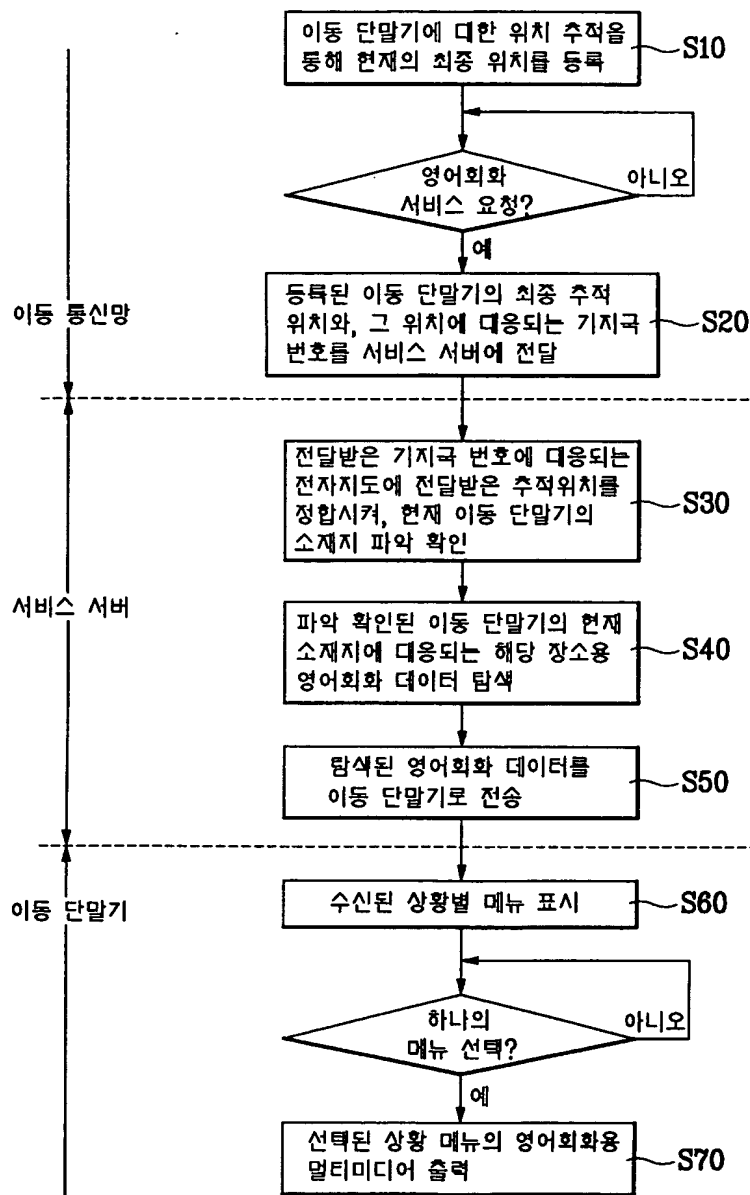 이동 단말기에 대한 위치 추적을
통해 현재의 최종 위치를 등록
S10
영어회화
서비스 요청?
아니오
예
이동 통신망
등록된 이동 단말기의 최종 추적
위치와, 그 위치에 대응되는 기지국
번호를 서비스 서버에 전달
S20
전달받은 기지국 번호에 대응되는
전자지도에 전달받은 추적위치를
정합시켜, 현재 이동 단말기의
소재지 파악 확인
S30
서비스 서버
파악 확인된 이동 단말기의 현재
소재지에 대응되는 해당 장소용
영어회화 데이터 탐색
S40
탐색된 영어회화 데이터를
이동 단말기로 전송
S50
이동 단말기
수신된 상황별 메뉴 표시
S60
하나의
메뉴 선택?
아니오
예
선택된 상황 메뉴의 영어회화용
멀티미디어 출력
S70